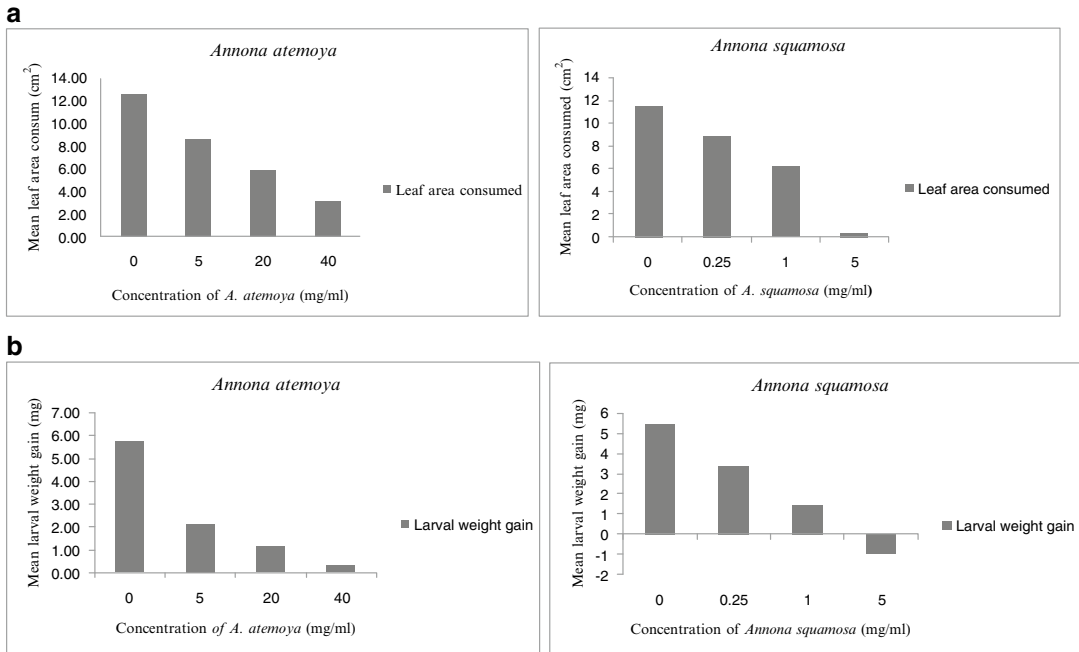 a
Annona atemoya
Mean leaf area consum (cm²)
14.00
12.00
10.00
8.00
6.00
4.00
2.00
0.00
0 5 20 40
Concentration of A. atemoya (mg/ml)
Leaf area consumed
Annona squamosa
Mean leaf area consumed (cm²)
14
12
10
8
6
4
2
0
0 0.25 1 5
Concentration of A. squamosa (mg/ml)
Leaf area consumed
b
Annona atemoya
Mean larval weight gain (mg)
7.00
6.00
5.00
4.00
3.00
2.00
1.00
0.00
0 5 20 40
Concentration of A. atemoya (mg/ml)
Larval weight gain
Annona squamosa
Mean larval weight gain (mg)
6
5
4
3
2
1
0
-1
-2
0 0.25 1 5
Concentration of Annona squamosa (mg/ml)
Larval weight gain